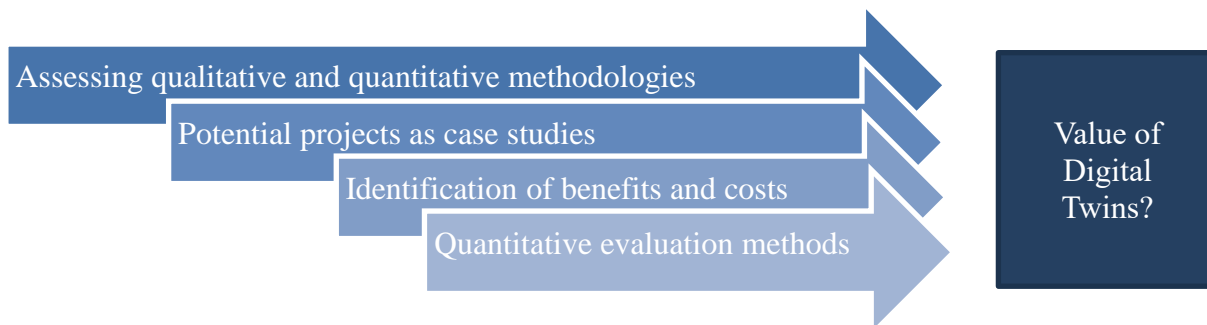 Assessing qualitative and quantitative methodologies
Potential projects as case studies
Identification of benefits and costs
Quantitative evaluation methods
Value of
Digital
Twins?